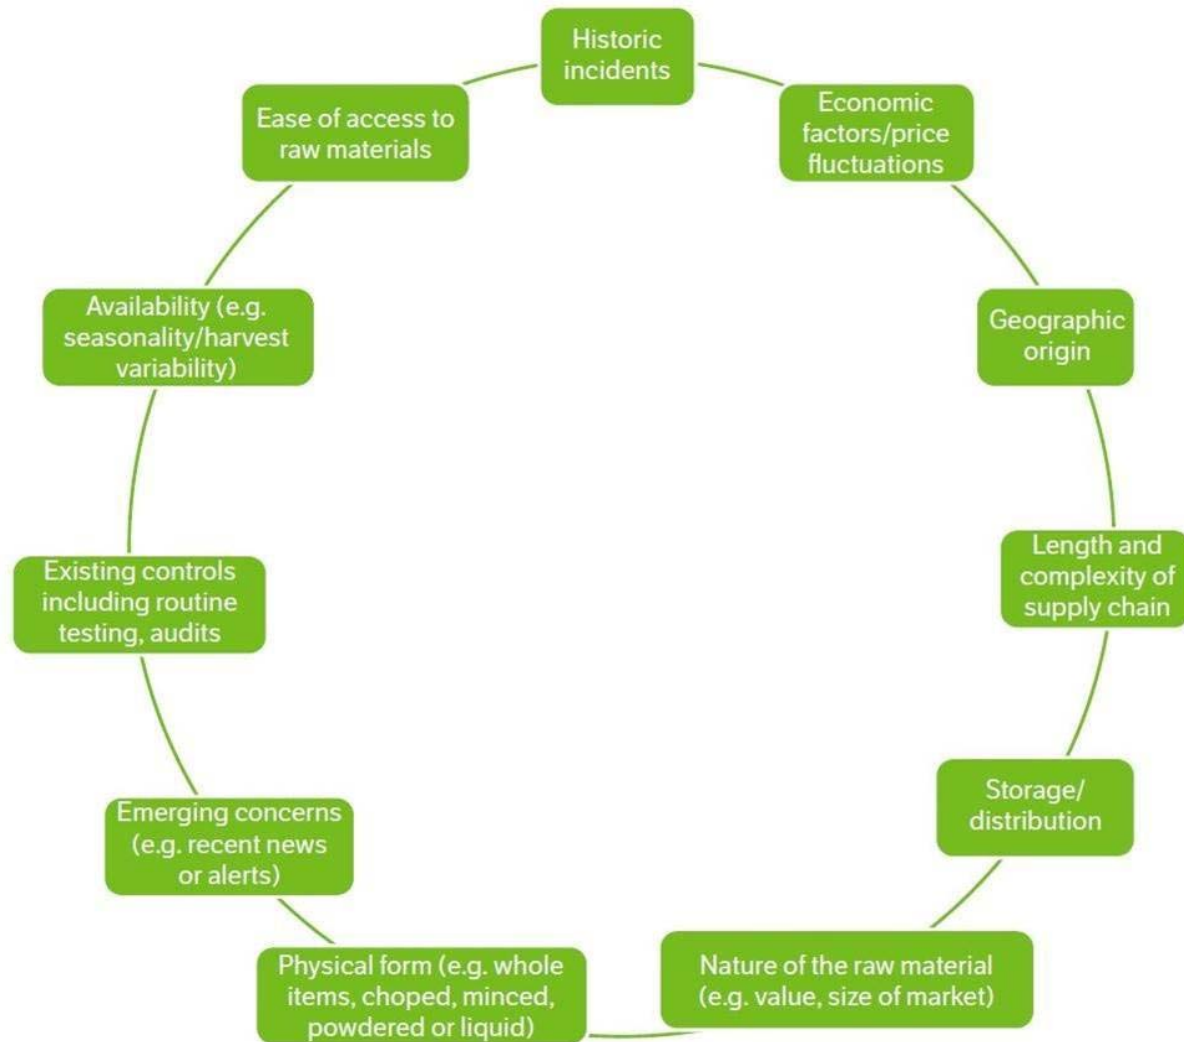 Historic
incidents
Economic
factors/price
fluctuations
Geographic
origin
Length and
complexity of
supply chain
Storage/
distribution
Nature of the raw material
(e.g. value, size of market)
Physical form (e.g. whole
items, choped, minced,
powdered or liquid)
Emerging concerns
(e.g. recent news
or alerts)
Existing controls
including routine
testing, audits
Availability (e.g.
seasonality/harvest
variability)
Ease of access to
raw materials